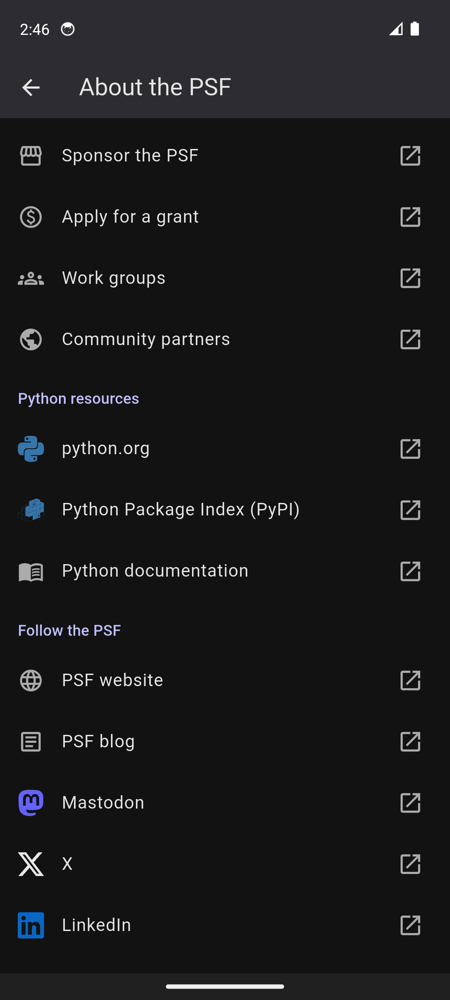 2:46
About the PSF
Sponsor the PSF
Apply for a grant
Work groups
Community partners
Python resources
python.org
Python Package Index (PyPI)
Python documentation
Follow the PSF
PSF website
PSF blog
Mastodon
X
LinkedIn